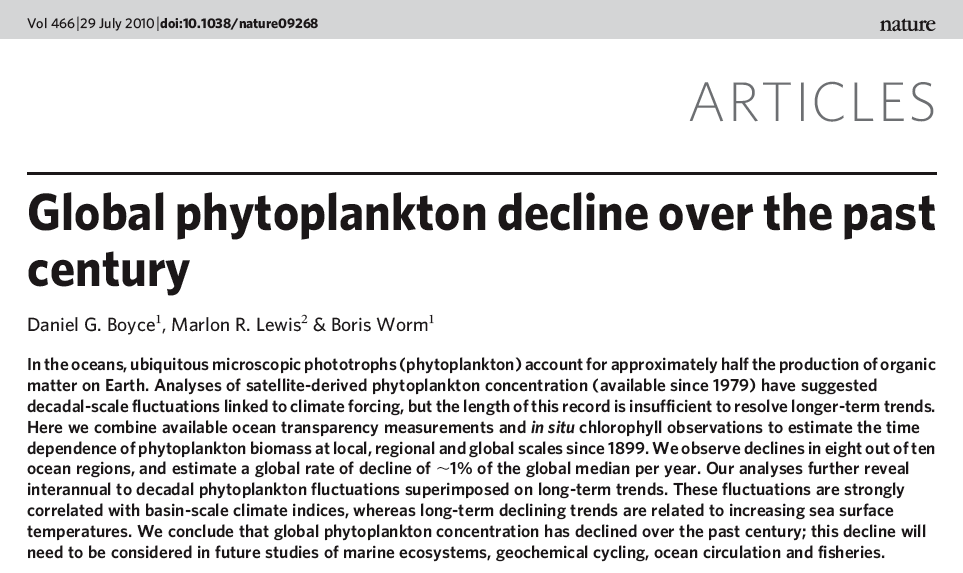 Vol 466|29 July 2010|doi:10.1038/nature09268
nature
ARTICLES
Global phytoplankton decline over the past
century
Daniel G. Boyce1, Marlon R. Lewis2 & Boris Worm1
In the oceans, ubiquitous microscopic phototrophs (phytoplankton) account for approximately half the production of organic
matter on Earth. Analyses of satellite-derived phytoplankton concentration (available since 1979) have suggested
decadal-scale fluctuations linked to climate forcing, but the length of this record is insufficient to resolve longer-term trends.
Here we combine available ocean transparency measurements and in situ chlorophyll observations to estimate the time
dependence of phytoplankton biomass at local, regional and global scales since 1899. We observe declines in eight out of ten
ocean regions, and estimate a global rate of decline of ~1% of the global median per year. Our analyses further reveal
interannual to decadal phytoplankton fluctuations superimposed on long-term trends. These fluctuations are strongly
correlated with basin-scale climate indices, whereas long-term declining trends are related to increasing sea surface
temperatures. We conclude that global phytoplankton concentration has declined over the past century; this decline will
need to be considered in future studies of marine ecosystems, geochemical cycling, ocean circulation and fisheries.